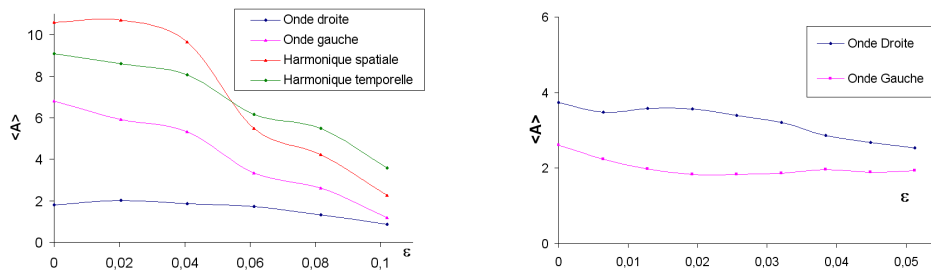 <A>
10
8
6
4
2
0
0 0,02 0,04 0,06 0,08 0,1
ε
Onde droite
Onde gauche
Harmonique spatiale
Harmonique temporelle
<A>
6
4
2
0
0 0,01 0,02 0,03 0,04 0,05
ε
Onde Droite
Onde Gauche